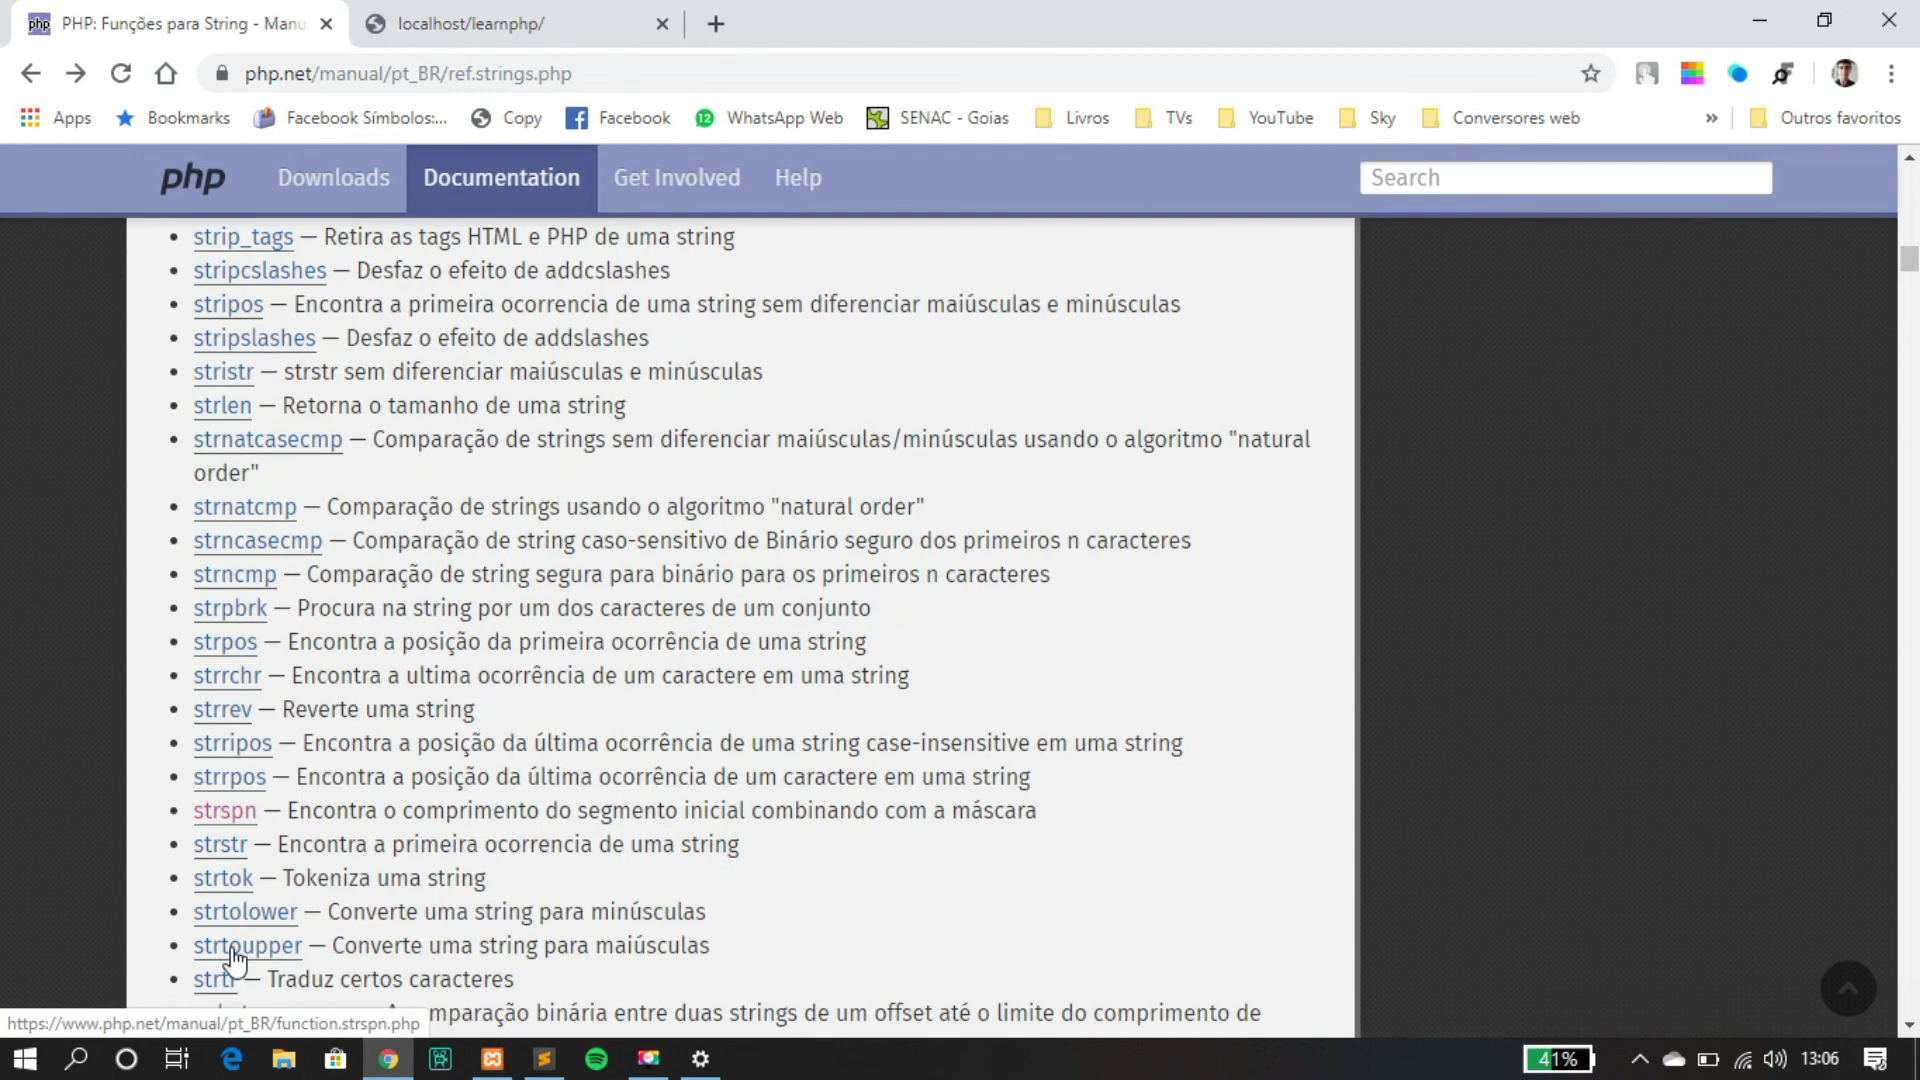 php PHP: Funções para String - Manu localhost/learnphp/
php.net/manual/pt_BR/ref.strings.php
Apps Bookmarks Facebook Símbolos:... Copy Facebook 12 WhatsApp Web SENAC - Goias Livros TVs YouTube Sky Conversores web » Outros favoritos
php Downloads Documentation Get Involved Help Search
• strip_tags — Retira as tags HTML e PHP de uma string
• stripcslashes — Desfaz o efeito de addcslashes
• stripos — Encontra a primeira ocorrencia de uma string sem diferenciar maiúsculas e minúsculas
• stripslashes — Desfaz o efeito de addslashes
• stristr — strstr sem diferenciar maiúsculas e minúsculas
• strlen — Retorna o tamanho de uma string
• strnatcasecmp — Comparação de strings sem diferenciar maiúsculas/minúsculas usando o algoritmo "natural
order"
• strnatcmp — Comparação de strings usando o algoritmo "natural order"
• strncasecmp — Comparação de string caso-sensitivo de Binário seguro dos primeiros n caracteres
• strncmp — Comparação de string segura para binário para os primeiros n caracteres
• strpbrk — Procura na string por um dos caracteres de um conjunto
• strpos — Encontra a posição da primeira ocorrência de uma string
• strrchr — Encontra a ultima ocorrência de um caractere em uma string
• strrev — Reverte uma string
• strripos — Encontra a posição da última ocorrência de uma string case-insensitive em uma string
• strrpos — Encontra a posição da última ocorrência de um caractere em uma string
• strspn — Encontra o comprimento do segmento inicial combinando com a máscara
• strstr — Encontra a primeira ocorrencia de uma string
• strtok — Tokeniza uma string
• strtolower — Converte uma string para minúsculas
• strtoupper — Converte uma string para maiúsculas
• strtr — Traduz certos caracteres
mparação binária entre duas strings de um offset até o limite do comprimento de
https://www.php.net/manual/pt_BR/function.strspn.php
41% 13:06